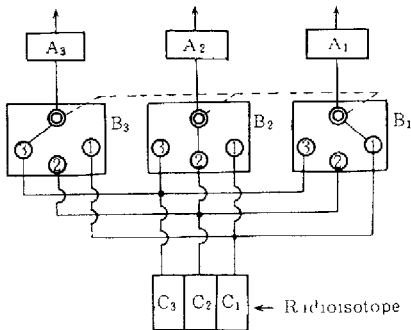 A3 A2 A1
B3 B2 B1
3 1 3 1 3 1
2 2 2
C3 C2 C1 Radioisotope